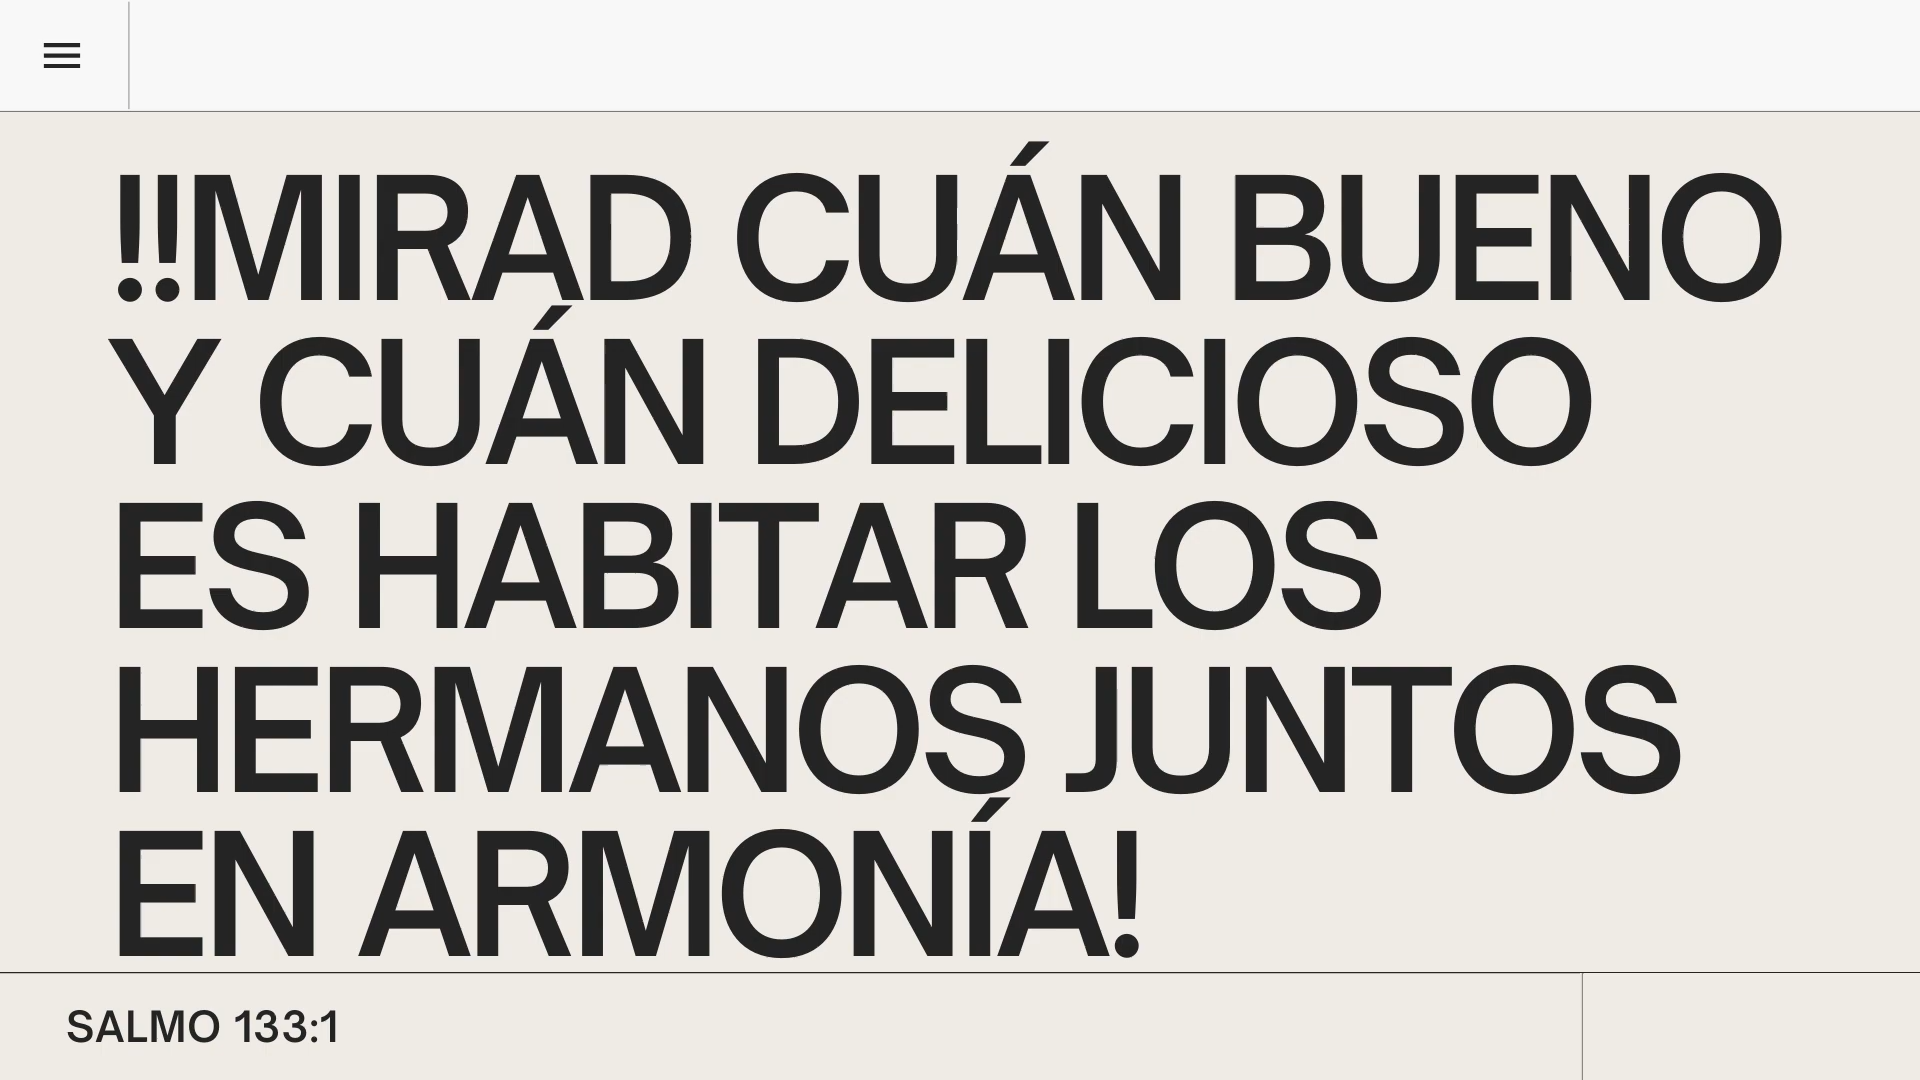 !!MIRAD CUÁN BUENO
Y CUÁN DELICIOSO
ES HABITAR LOS
HERMANOS JUNTOS
EN ARMONÍA!
SALMO 133:1